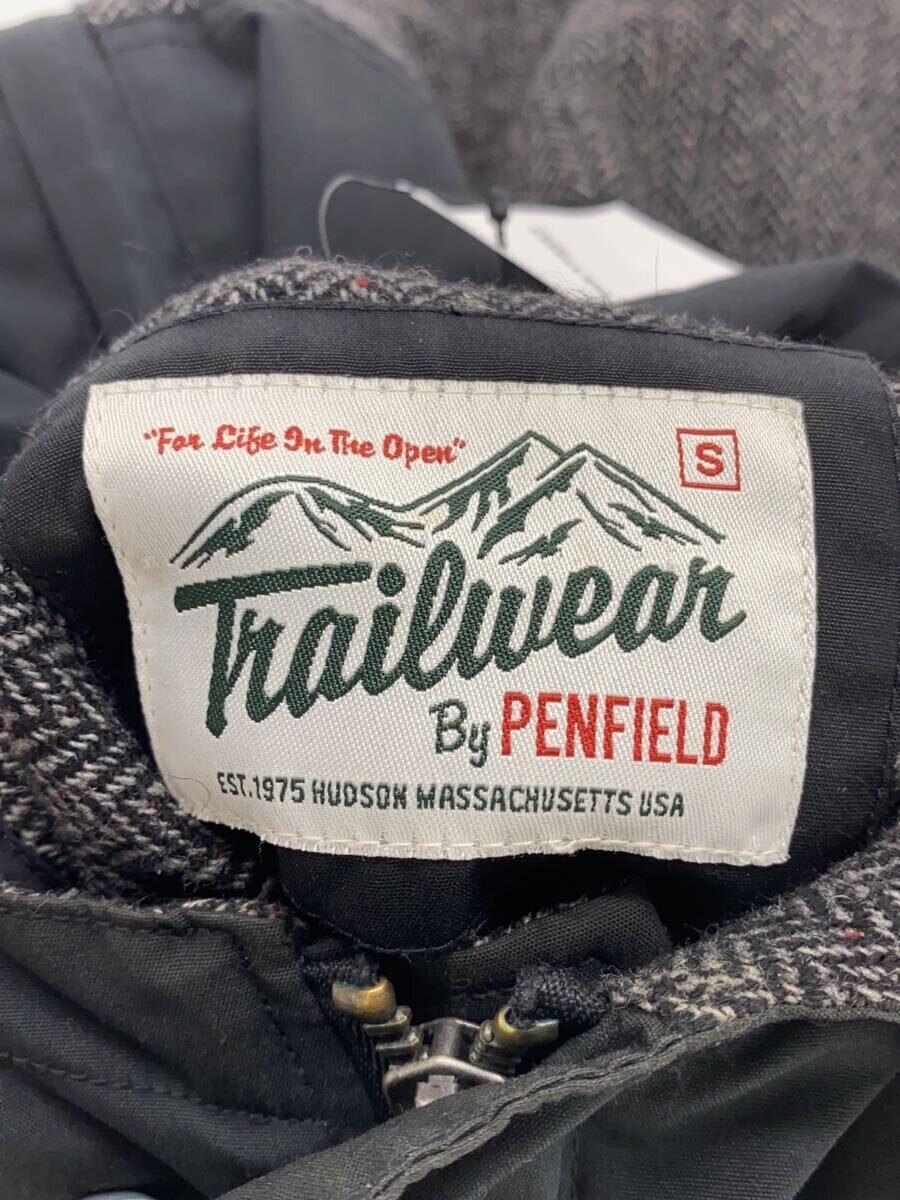 "For Life In The Open"
S
Trailwear
By PENFIELD
EST.1975 HUDSON MASSACHUSETTS USA